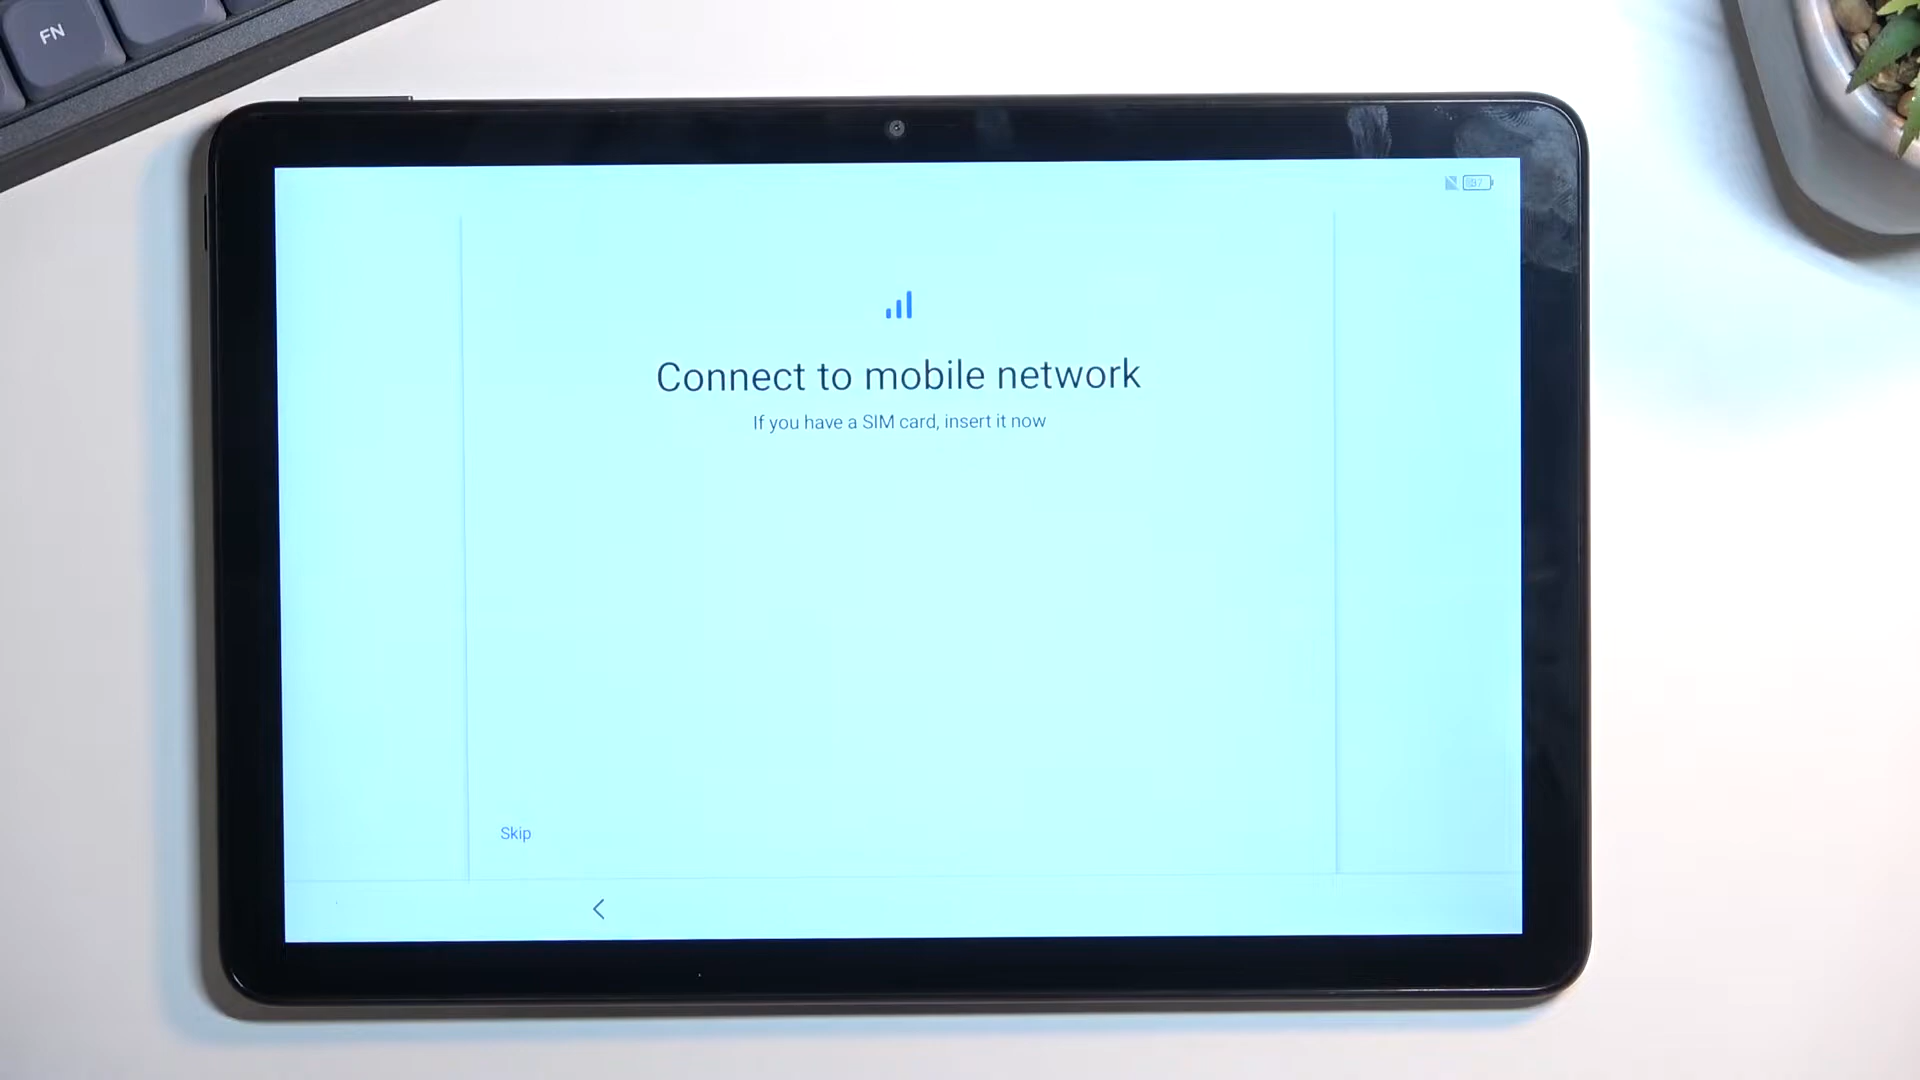 FN
Connect to mobile network
If you have a SIM card, insert it now
Skip